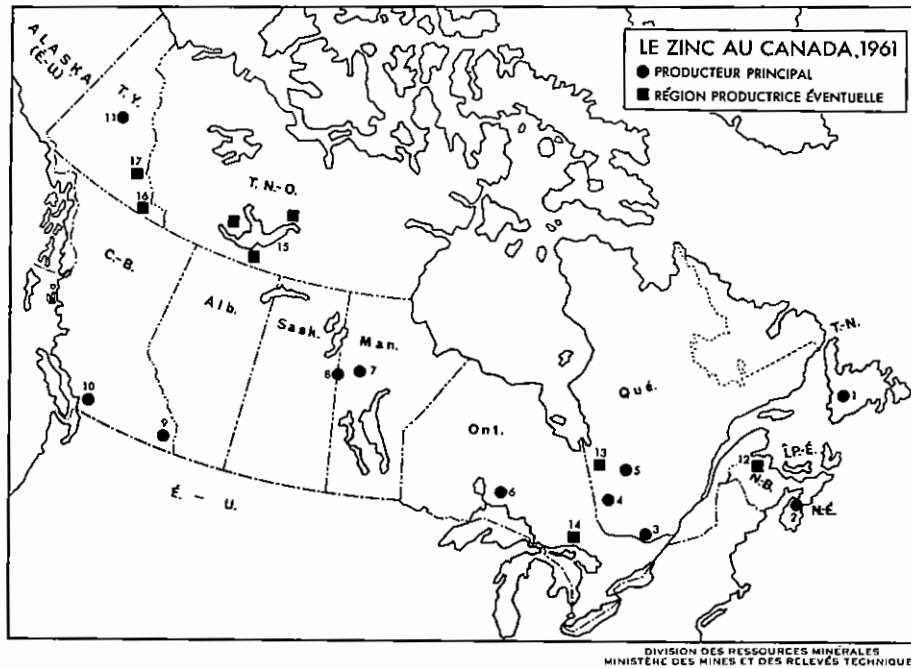 LE ZINC AU CANADA, 1961
● PRODUCTEUR PRINCIPAL
■ RÉGION PRODUCTRICE ÉVENTUELLE
ALASKA
(É-U)
T.Y.
11
17
16
T.N.-O.
15
C.-B.
Alb.
Sask.
Man.
8
7
10
9
É. - U.
Ont.
6
Qué.
13
5
4
3
14
T.-N.
1
Î.P.-É.
12
N.-B.
2
N.-É.
DIVISION DES RESSOURCES MINÉRALES
MINISTÈRE DES MINES ET DES RELEVÉS TECHNIQUE